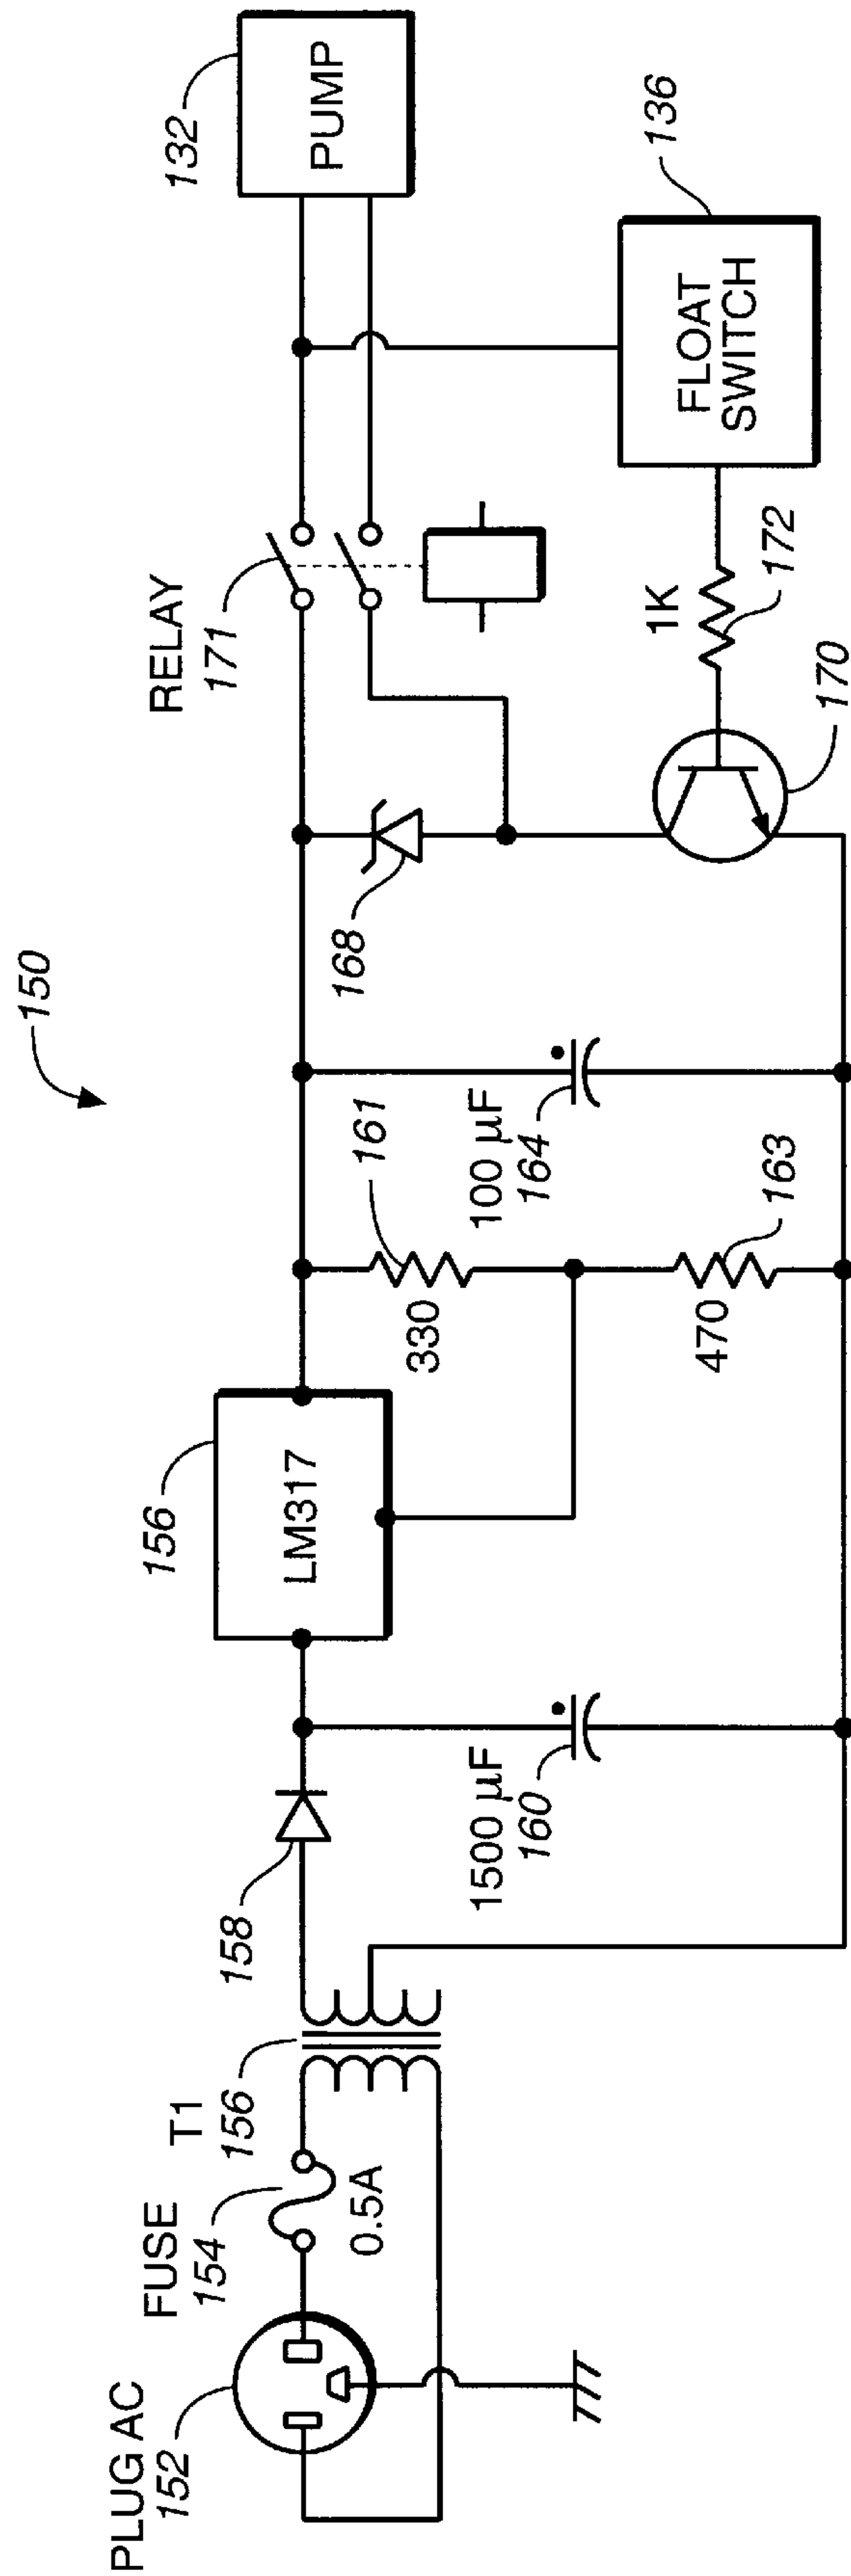 150
PLUG AC
152
FUSE
154
0.5A
T1
156
158
1500 µF
160
156
LM317
330
161
470
163
100 µF
164
168
RELAY
171
170
1K
172
FLOAT
SWITCH
136
PUMP
132